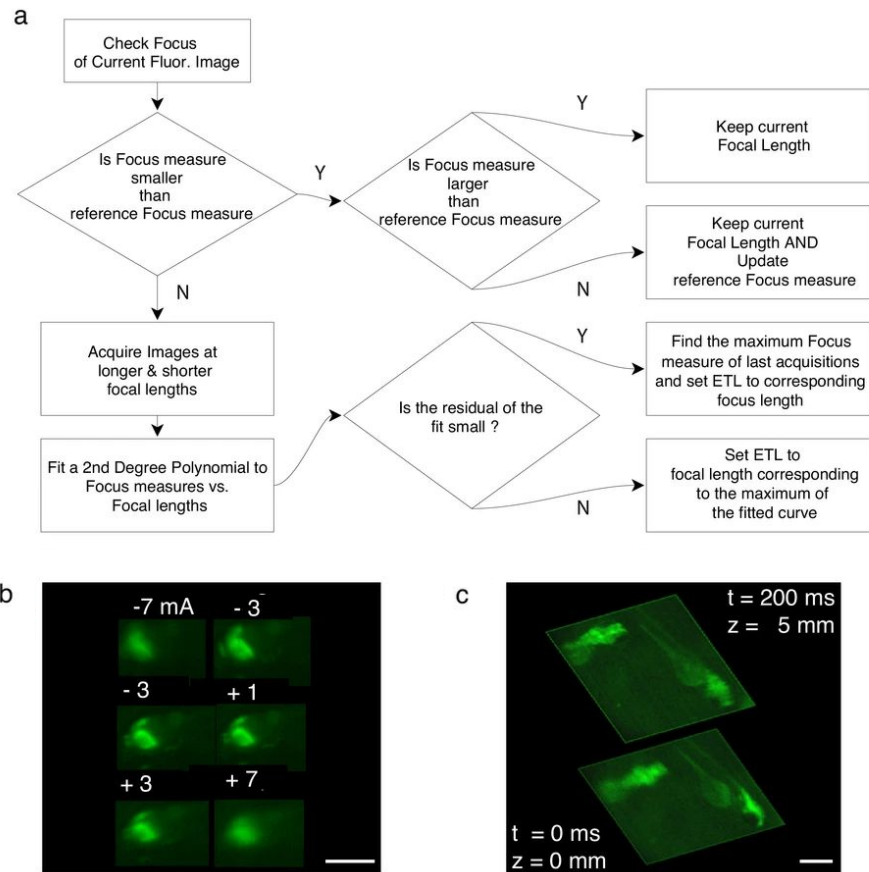 a
Check Focus
of Current Fluor. Image
Is Focus measure
smaller
than
reference Focus measure
Y
N
Is Focus measure
larger
than
reference Focus measure
Y
N
Keep current
Focal Length
Keep current
Focal Length AND
Update
reference Focus measure
Acquire Images at
longer & shorter
focal lengths
Fit a 2nd Degree Polynomial to
Focus measures vs.
Focal lengths
Is the residual of the
fit small ?
Y
N
Find the maximum Focus
measure of last acquisitions
and set ETL to corresponding
focus length
Set ETL to
focal length corresponding
to the maximum of
the fitted curve
b
-7 mA
- 3
- 3
+ 1
+ 3
+ 7
c
t = 200 ms
z = 5 mm
t = 0 ms
z = 0 mm